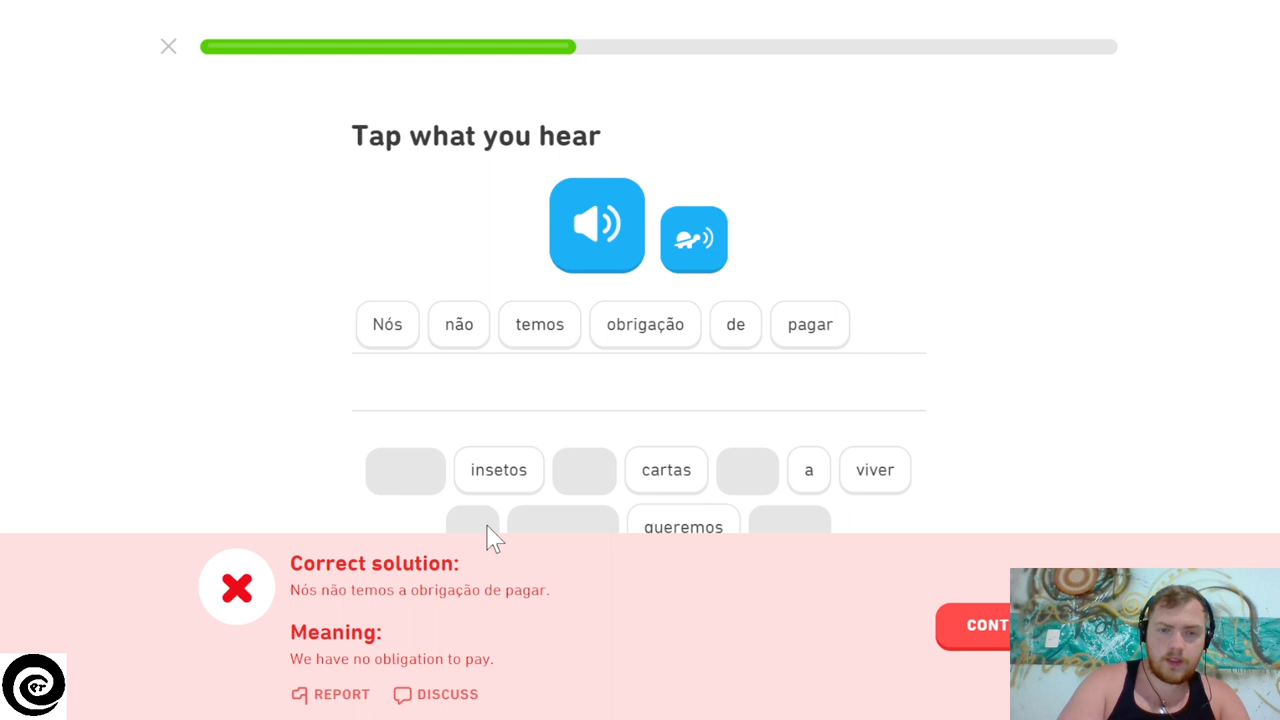 Tap what you hear
Nós não temos obrigação de pagar
insetos cartas a viver
queremos
Correct solution:
Nós não temos a obrigação de pagar.
Meaning:
We have no obligation to pay.
REPORT DISCUSS
CONT